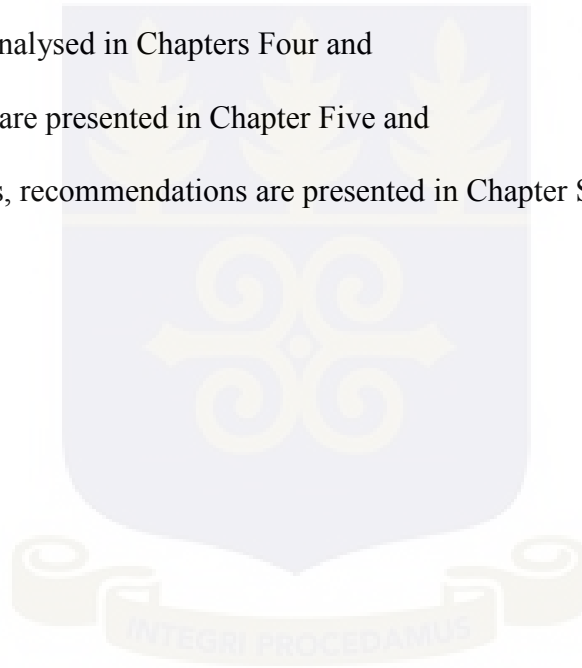 nalysed in Chapters Four and
are presented in Chapter Five and
s, recommendations are presented in Chapter S
INTEGRI PROCEDAMUS